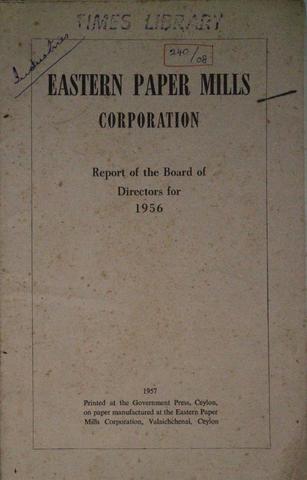 TIMES LIBRARY
Industries
240/08
EASTERN PAPER MILLS
CORPORATION
Report of the Board of
Directors for
1956
1957
Printed at the Government Press, Ceylon,
on paper manufactured at the Eastern Paper
Mills Corporation, Valaichchenai, Ceylon